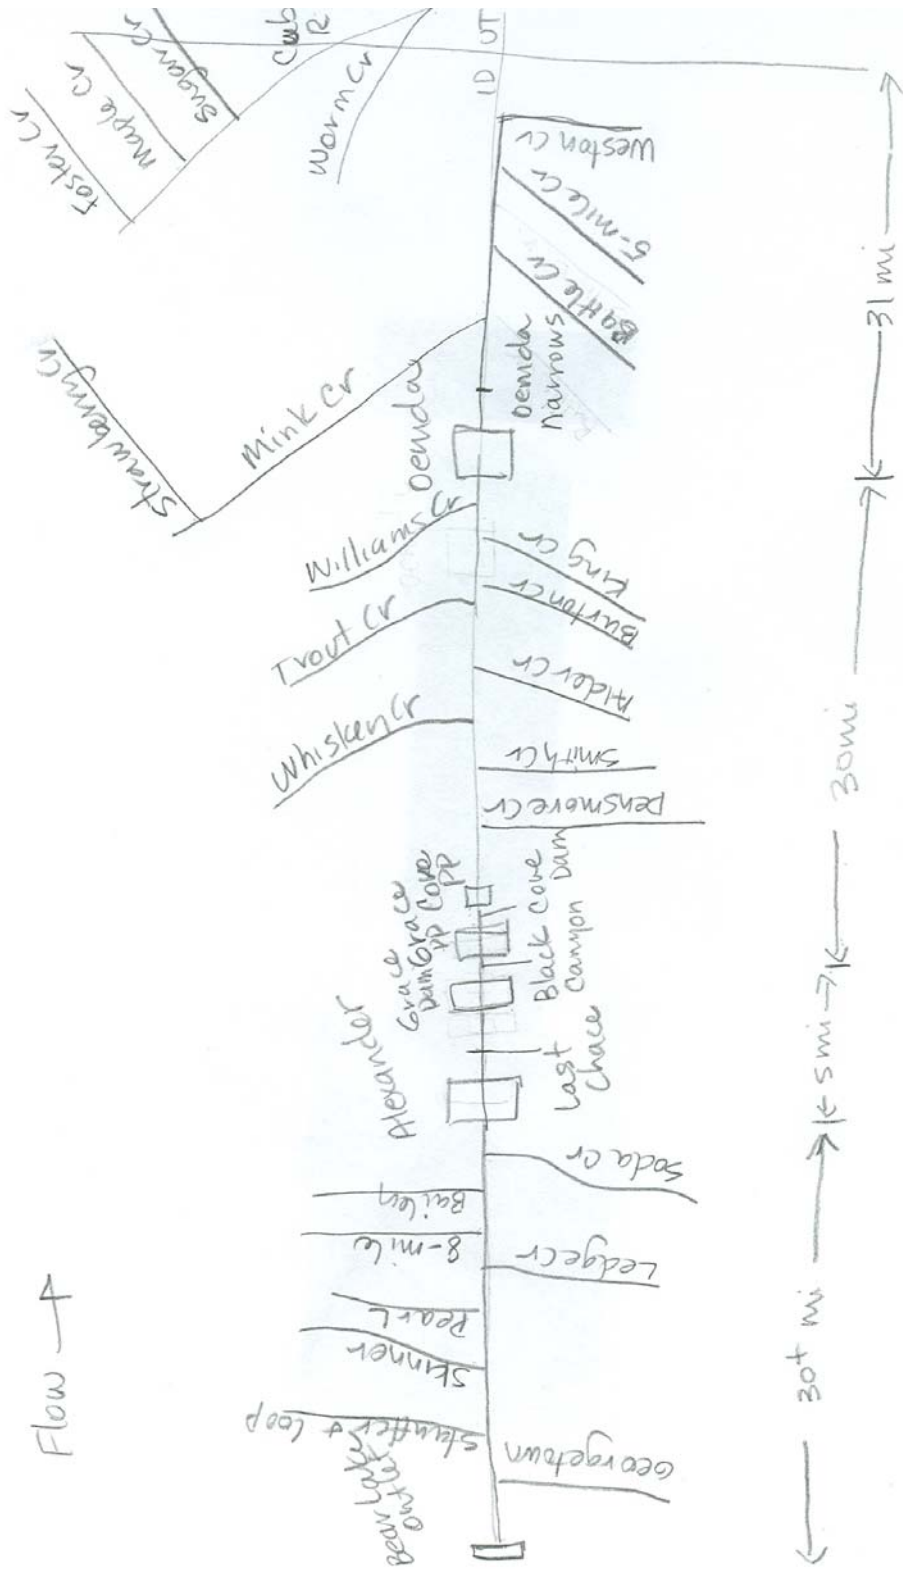 Flow
Bear Lake
Outlet
Stauffer + Loop
Skinner
Pearl
8-mile
Bailey
Georgetown
Ledge Cr
Soda Cr
Alexander
Last
Chace
Grace
Dam
Grace
PP
Cove
PP
Black
Canyon
Cove
Dam
Densmore Cr
Smith Cr
Alder Cr
Burton Cr
King Cr
Whiskey Cr
Trout Cr
Williams Cr
Oenida
Oenida
Narrows
Strawberry Cr
Mink Cr
Battle Cr
5-mile Cr
Weston Cr
Worm Cr
Cub
R
Foster Cr
Maple Cr
Sugar Cr
ID
UT
30+ mi
5 mi
30 mi
31 mi